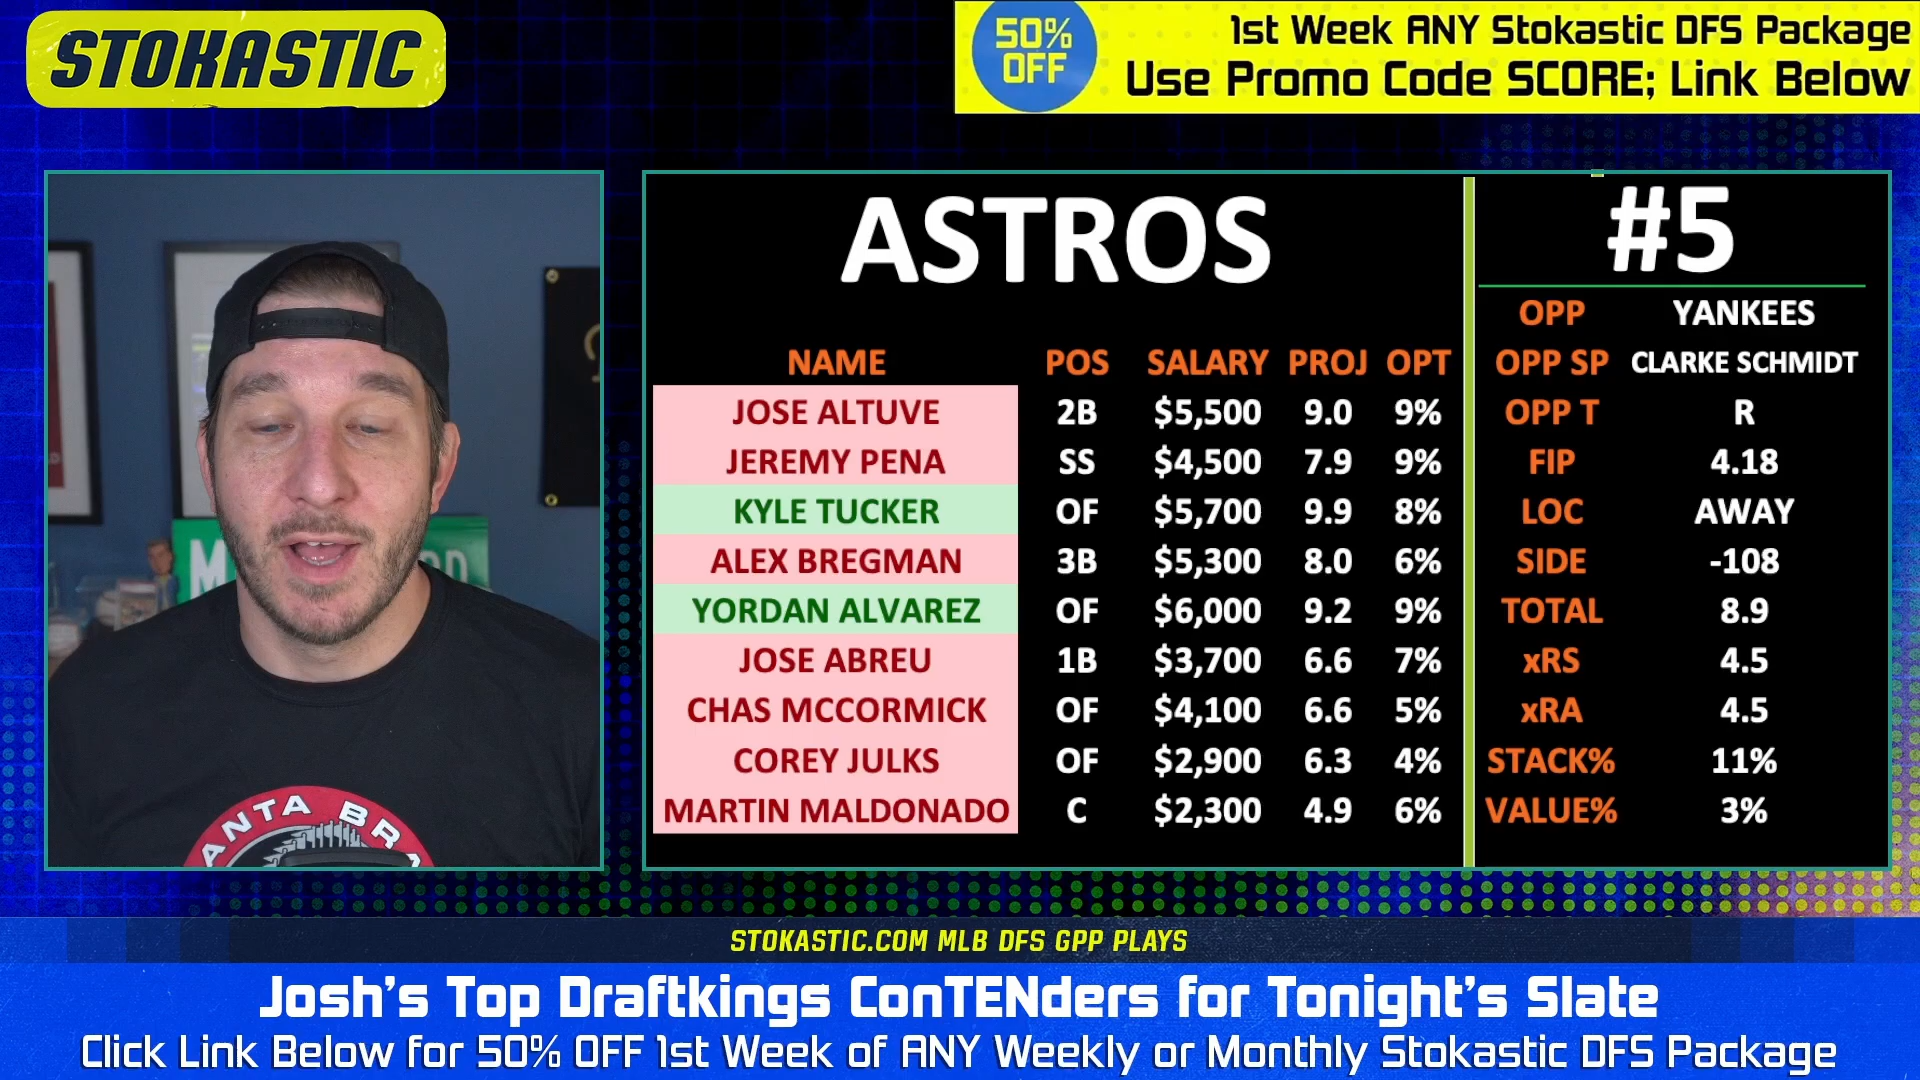 STOKASTIC
50% OFF
1st Week ANY Stokastic DFS Package
Use Promo Code SCORE; Link Below
ASTROS
#5
NAME POS SALARY PROJ OPT
JOSE ALTUVE 2B $5,500 9.0 9%
JEREMY PENA SS $4,500 7.9 9%
KYLE TUCKER OF $5,700 9.9 8%
ALEX BREGMAN 3B $5,300 8.0 6%
YORDAN ALVAREZ OF $6,000 9.2 9%
JOSE ABREU 1B $3,700 6.6 7%
CHAS MCCORMICK OF $4,100 6.6 5%
COREY JULKS OF $2,900 6.3 4%
MARTIN MALDONADO C $2,300 4.9 6%
OPP YANKEES
OPP SP CLARKE SCHMIDT
OPP T R
FIP 4.18
LOC AWAY
SIDE -108
TOTAL 8.9
xRS 4.5
xRA 4.5
STACK% 11%
VALUE% 3%
ANTA BRA
STOKASTIC.COM MLB DFS GPP PLAYS
Josh's Top Draftkings ConTENders for Tonight's Slate
Click Link Below for 50% OFF 1st Week of ANY Weekly or Monthly Stokastic DFS Package